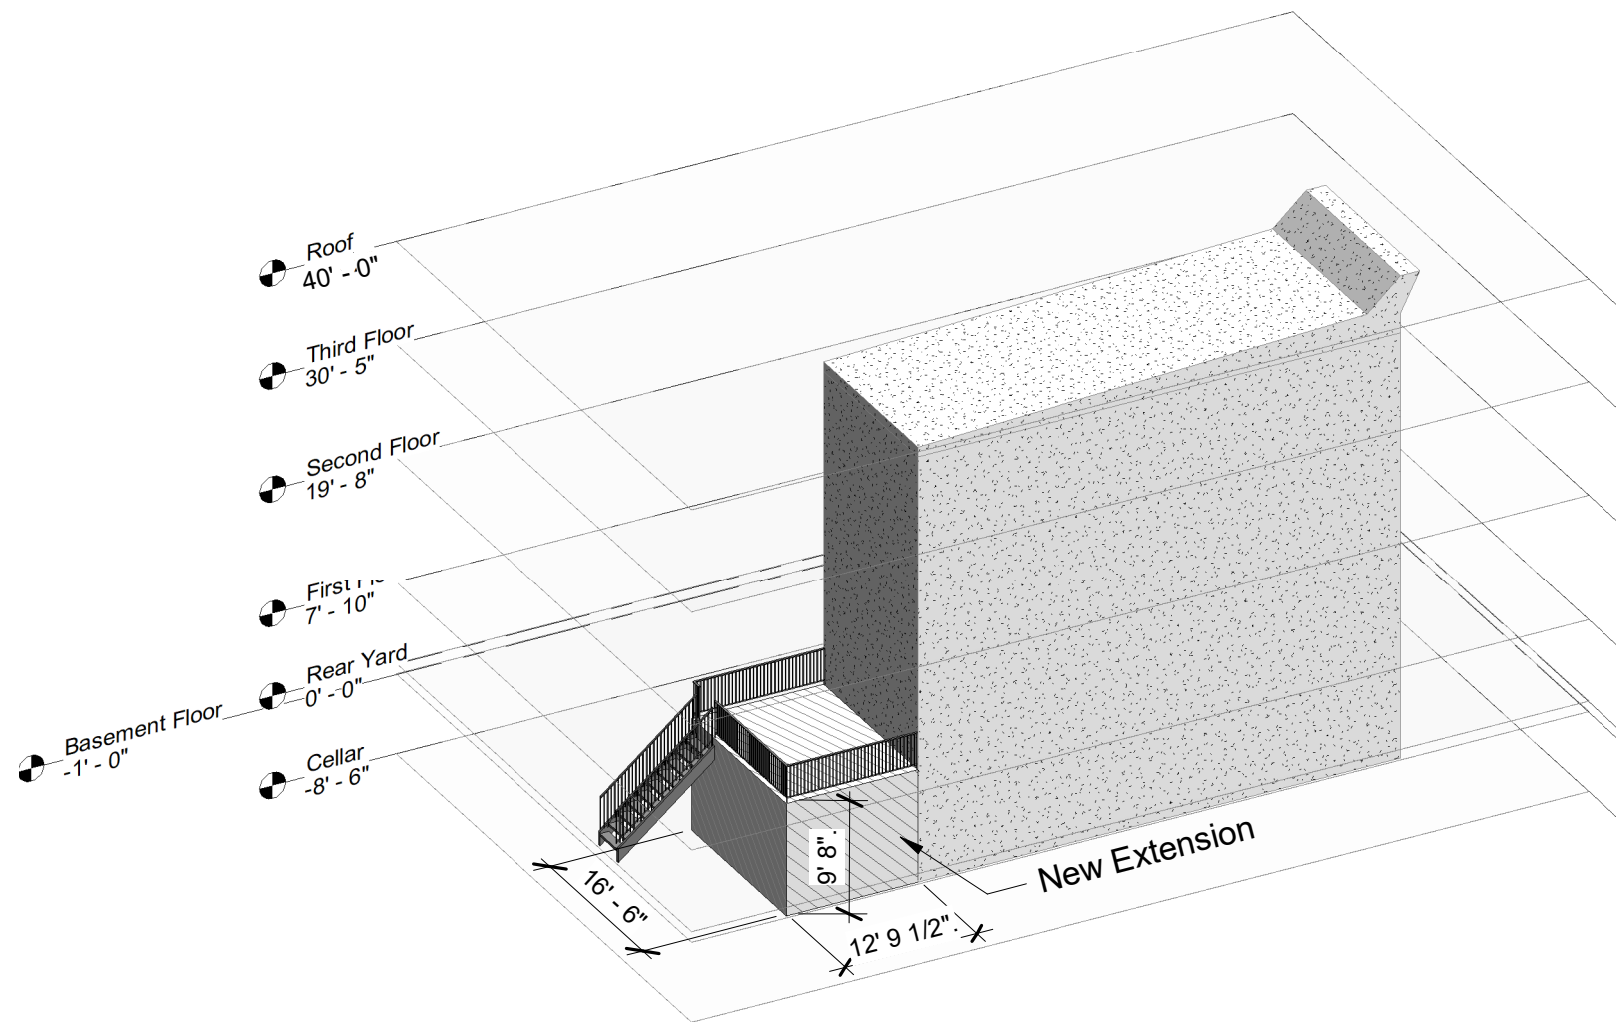 Roof
40' - 0"
Third Floor
30' - 5"
Second Floor
19' - 8"
First
7' - 10"
Rear Yard
0' - 0"
Basement Floor
-1' - 0"
Cellar
-8' - 6"
9' 8".
16' - 6"
12' 9 1/2".
New Extension